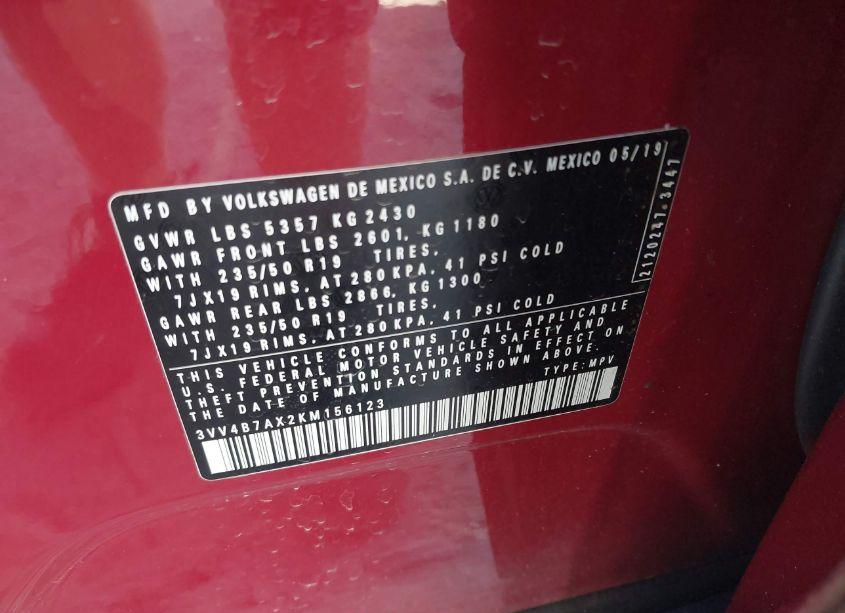 MFD BY VOLKSWAGEN DE MEXICO S.A. DE C.V. MEXICO 05/19
GVWR LBS 5357 KG 2430
GAWR FRONT LBS 2601, KG 1180
WITH 235/50 R19 TIRES,
7JX19 RIMS, AT 280 KPA, 41 PSI COLD
GAWR REAR LBS 2866, KG 1300
WITH 235/50 R19 TIRES,
7JX19 RIMS, AT 280 KPA, 41 PSI COLD
THIS VEHICLE CONFORMS TO ALL APPLICABLE
U.S. FEDERAL MOTOR VEHICLE SAFETY AND
THEFT PREVENTION STANDARDS IN EFFECT ON
THE DATE OF MANUFACTURE SHOWN ABOVE.
TYPE: MPV
3VV4B7AX2KM156123
2120247.3447